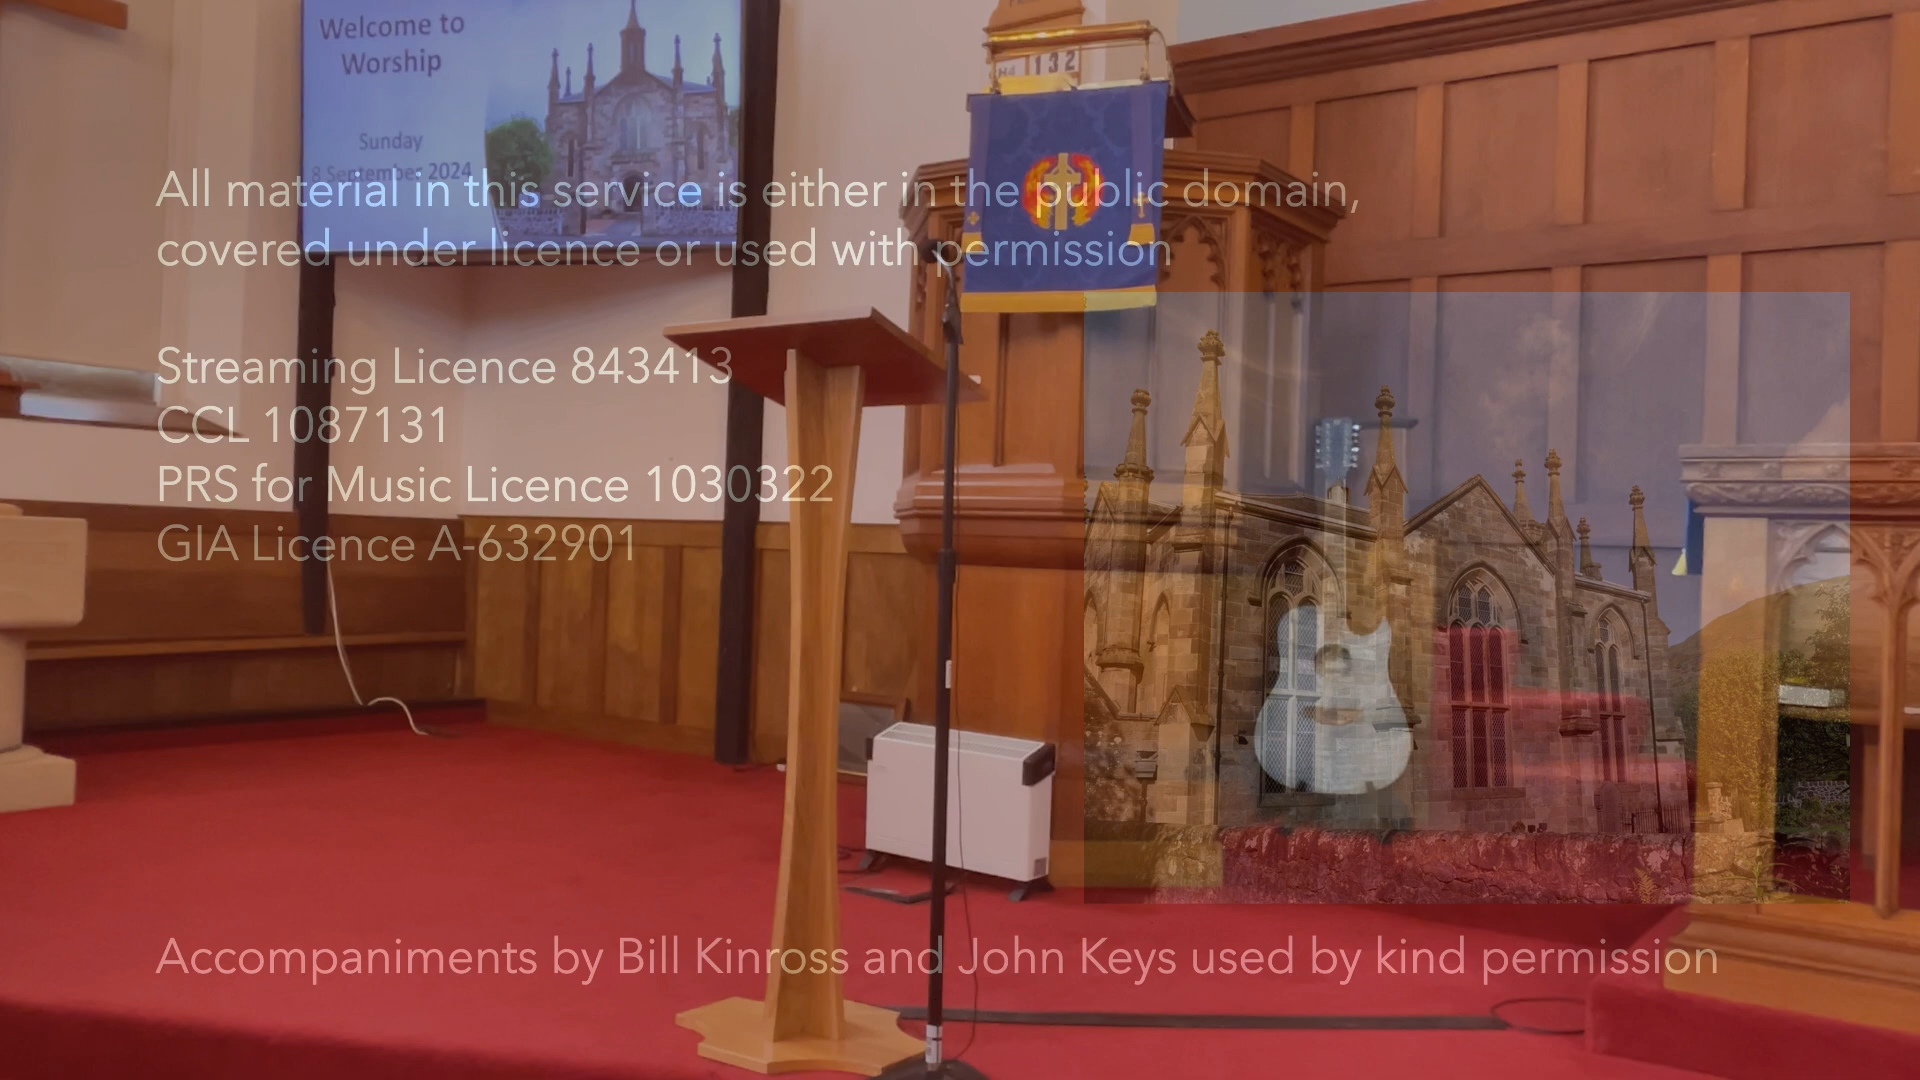 Welcome to
Worship
Sunday
8 September 2024
H4 132
All material in this service is either in the public domain,
covered under licence or used with permission
Streaming Licence 843413
CCL 1087131
PRS for Music Licence 1030322
GIA Licence A-632901
Accompaniments by Bill Kinross and John Keys used by kind permission